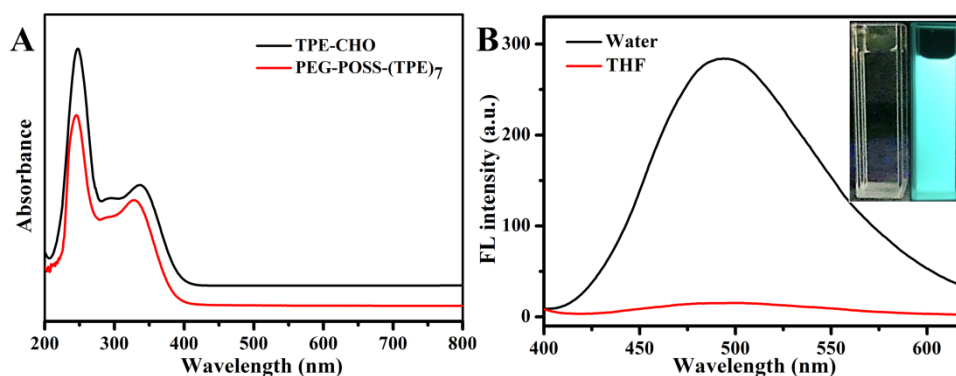 A
TPE-CHO
PEG-POSS-(TPE)7
Absorbance
200 300 400 500 600 700 800
Wavelength (nm)
B
Water
THF
FL intensity (a.u.)
300
200
100
0
400 450 500 550 600
Wavelength (nm)